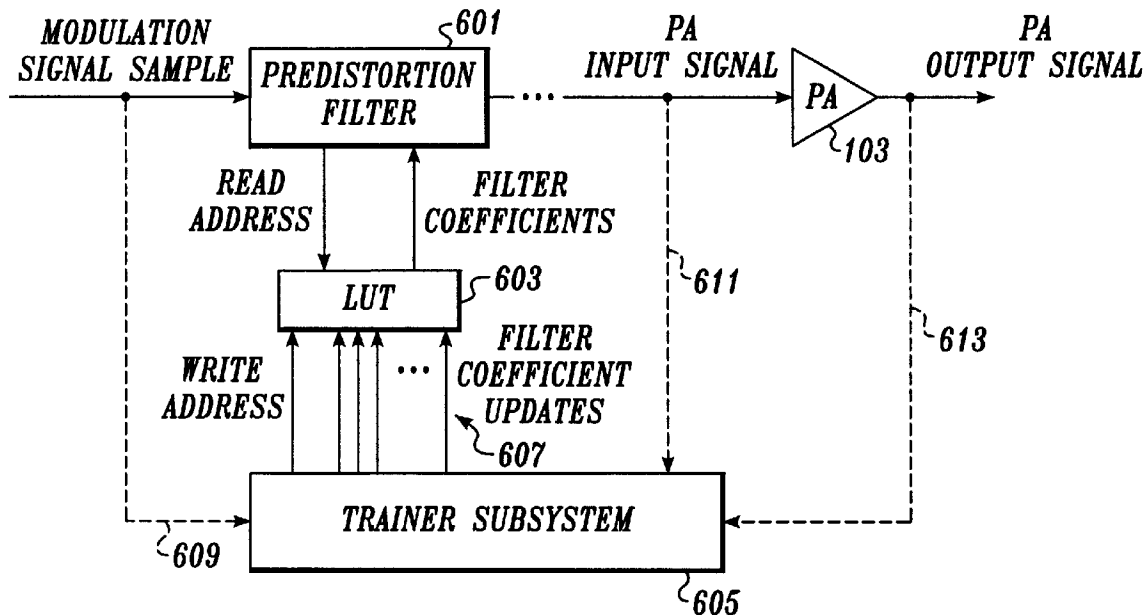 MODULATION
SIGNAL SAMPLE
601
PREDISTORTION
FILTER
...
PA
INPUT SIGNAL
PA
103
PA
OUTPUT SIGNAL
READ
ADDRESS
FILTER
COEFFICIENTS
LUT
603
611
613
WRITE
ADDRESS
...
FILTER
COEFFICIENT
UPDATES
607
TRAINER SUBSYSTEM
609
605